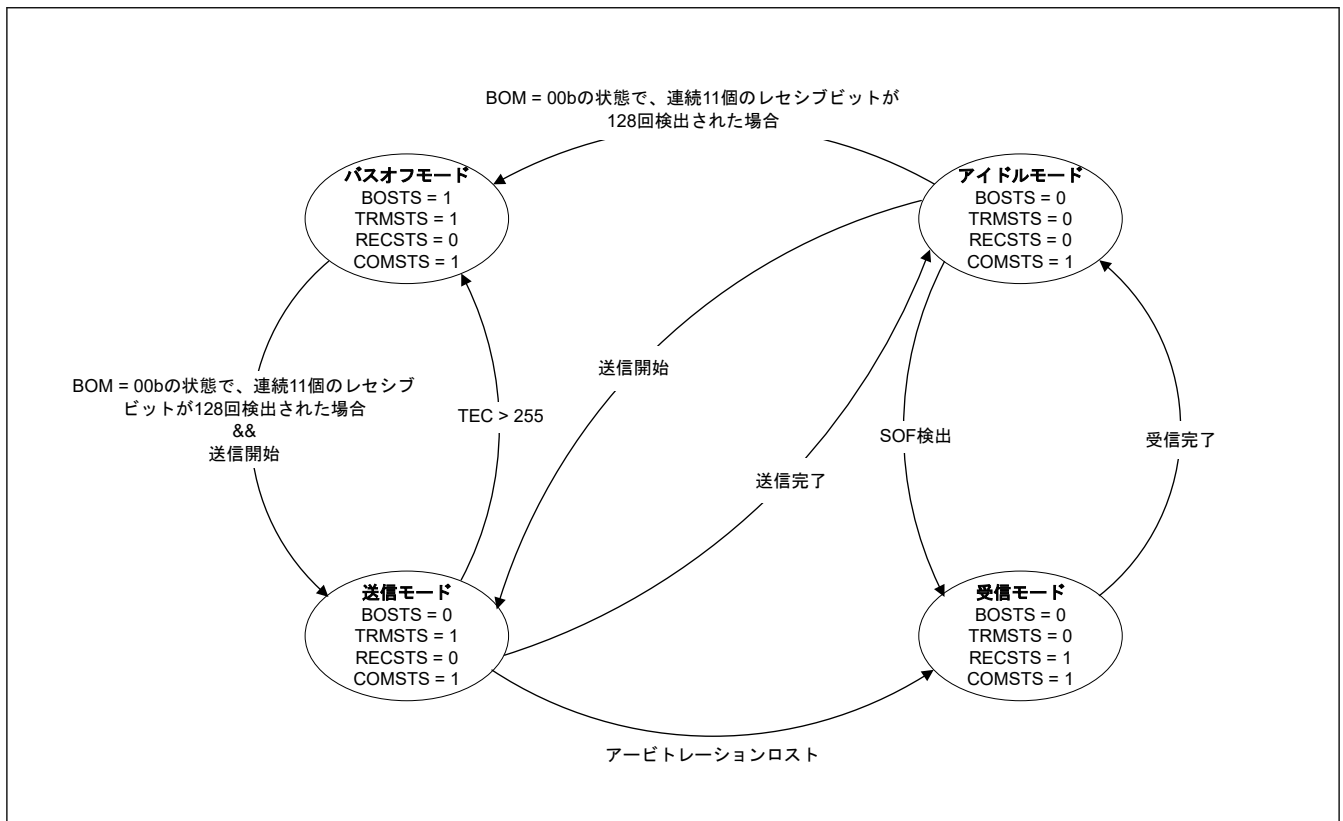 BOM = 00bの状態で、連続11個のレセシブビットが
128回検出された場合
バスオフモード
BOSTS = 1
TRMSTS = 1
RECSTS = 0
COMSTS = 1
アイドルモード
BOSTS = 0
TRMSTS = 0
RECSTS = 0
COMSTS = 1
BOM = 00bの状態で、連続11個のレセシブ
ビットが128回検出された場合
&&
送信開始
TEC > 255
送信開始
送信完了
SOF検出
受信完了
送信モード
BOSTS = 0
TRMSTS = 1
RECSTS = 0
COMSTS = 1
受信モード
BOSTS = 0
TRMSTS = 0
RECSTS = 1
COMSTS = 1
アービトレーションロスト